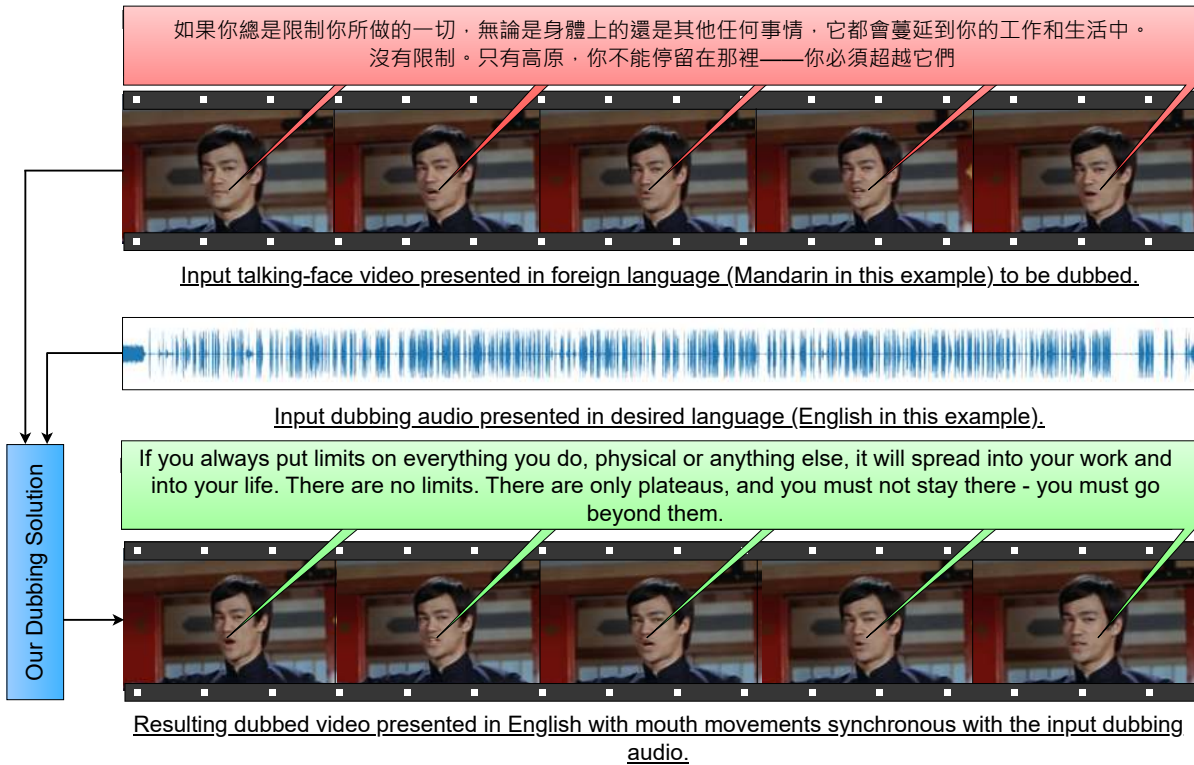 如果你總是限制你所做的一切，無論是身體上的還是其他任何事情，它都會蔓延到你的工作和生活中。
沒有限制。只有高原，你不能停留在那裡——你必須超越它們
Input talking-face video presented in foreign language (Mandarin in this example) to be dubbed.
Input dubbing audio presented in desired language (English in this example).
Our Dubbing Solution
If you always put limits on everything you do, physical or anything else, it will spread into your work and
into your life. There are no limits. There are only plateaus, and you must not stay there - you must go
beyond them.
Resulting dubbed video presented in English with mouth movements synchronous with the input dubbing
audio.